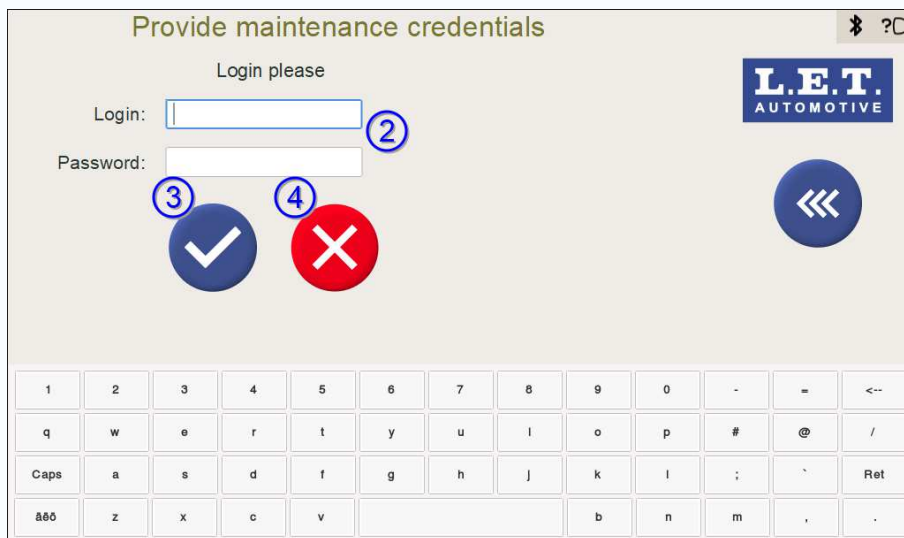 Provide maintenance credentials
?
Login please
L.E.T.
AUTOMOTIVE
Login:
2
Password:
3 4
1 2 3 4 5 6 7 8 9 0 - = <--
q w e r t y u I o p # @ /
Caps a s d f g h j k l ; ` Ret
äëö z x c v b n m , .